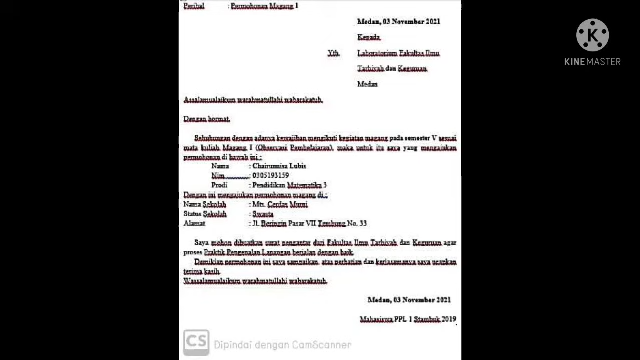 Perihal : Permohonan Magang 1
Medan, 03 November 2021
Kepada
Yth. Laboratorium Fakultas Ilmu
Tarbiyah dan Keguruan
Medan
Assalamualaikum warahmatullahi wabarakatuh.
Dengan hormat,
Sehubungan dengan adanya kewajiban mengikuti kegiatan magang pada semester V sesuai
mata kuliah Magang I (Observasi Pembelajaran), maka untuk itu saya yang mengajukan
permohonan di bawah ini :
Nama : Chairunnisa Lubis
Nim : 0305193159
Prodi : Pendidikan Matematika 3
Dengan ini mengajukan permohonan magang di :
Nama Sekolah : Mts. Cerdas Murni
Status Sekolah : Swasta
Alamat : Jl. Beringin Pasar VII Tembung No. 33
Saya mohon dibuatkan surat pengantar dari Fakultas Ilmu Tarbiyah dan Keguruan agar
proses Praktik Pengenalan Lapangan berjalan dengan baik.
Demikian permohonan ini saya sampaikan, atas perhatian dan kerjasamanya saya ucapkan
terima kasih.
Wassalamualaikum warahmatullahi wabarakatuh.
Medan, 03 November 2021
Mahasiswa PPL 1 Stambuk 2019
CS Dipindai dengan CamScanner
KINEMASTER